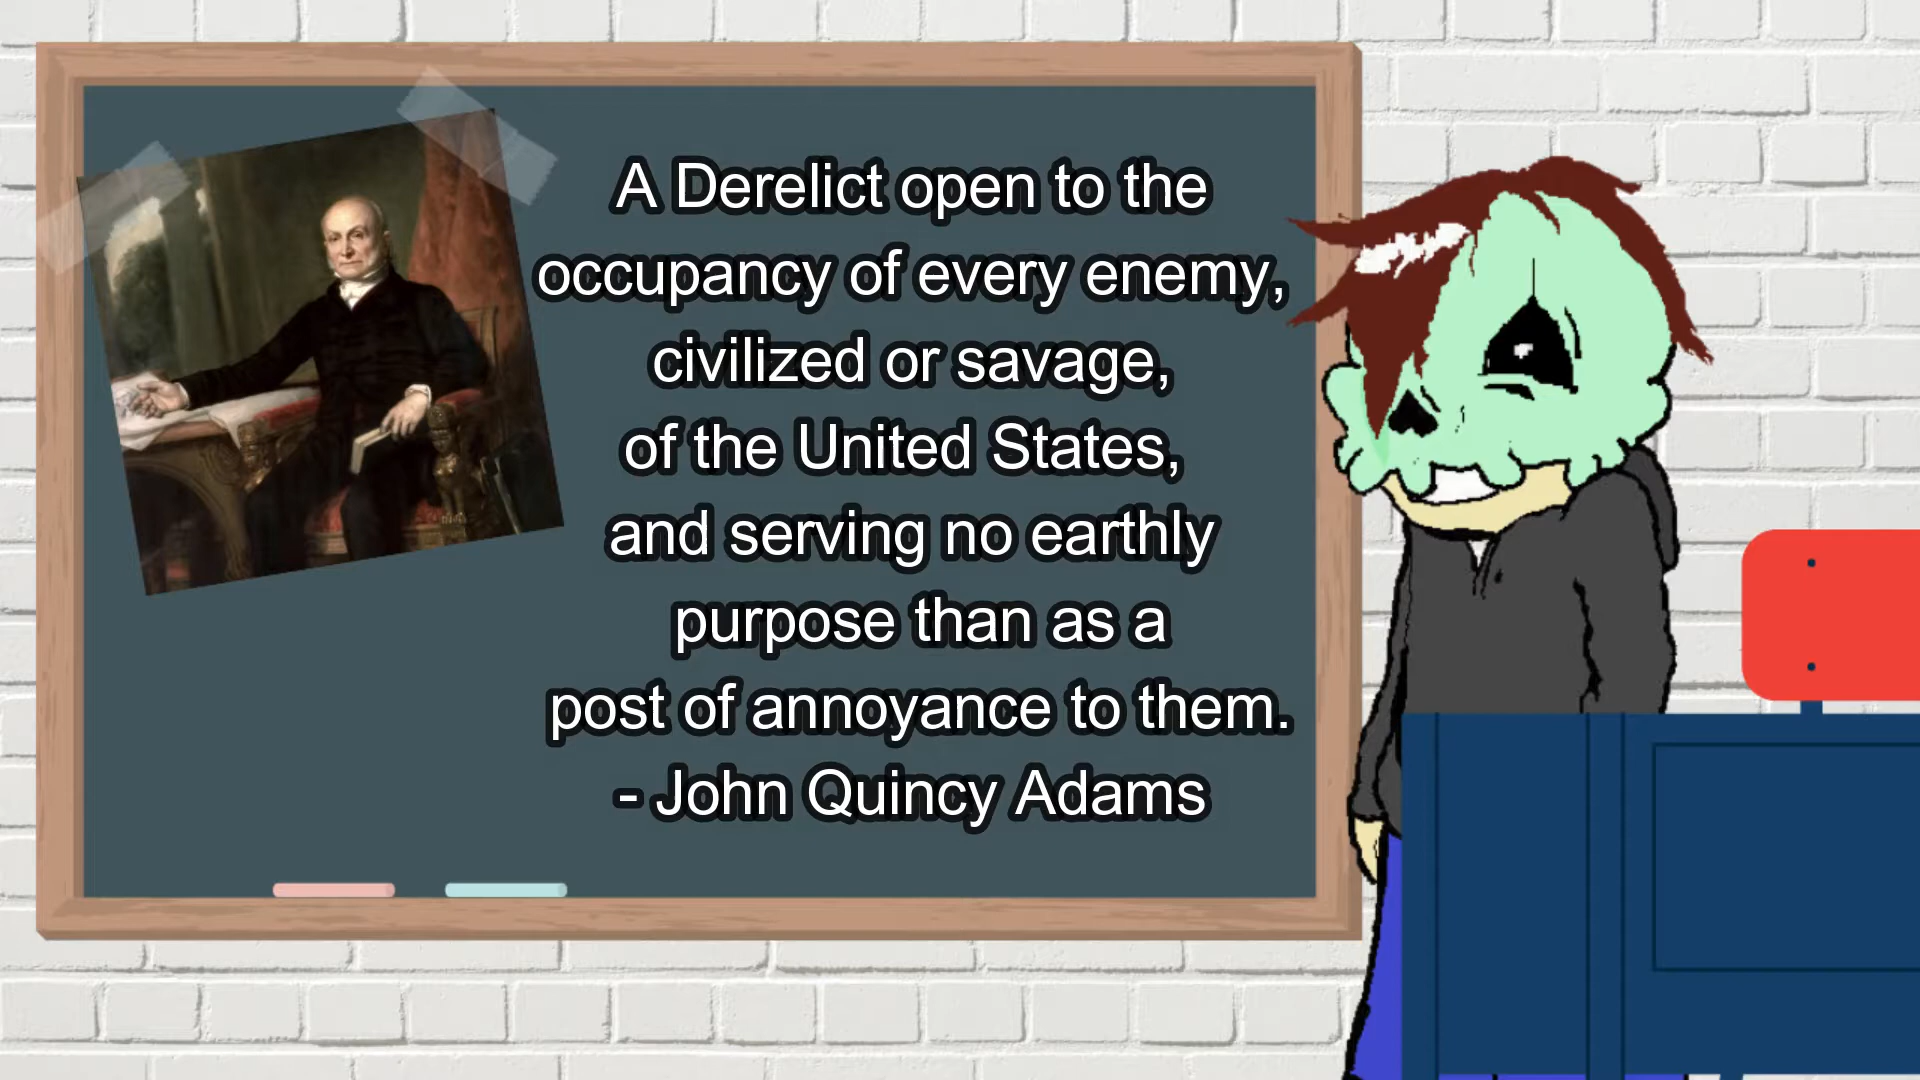 A Derelict open to the
occupancy of every enemy,
civilized or savage,
of the United States,
and serving no earthly
purpose than as a
post of annoyance to them.
- John Quincy Adams